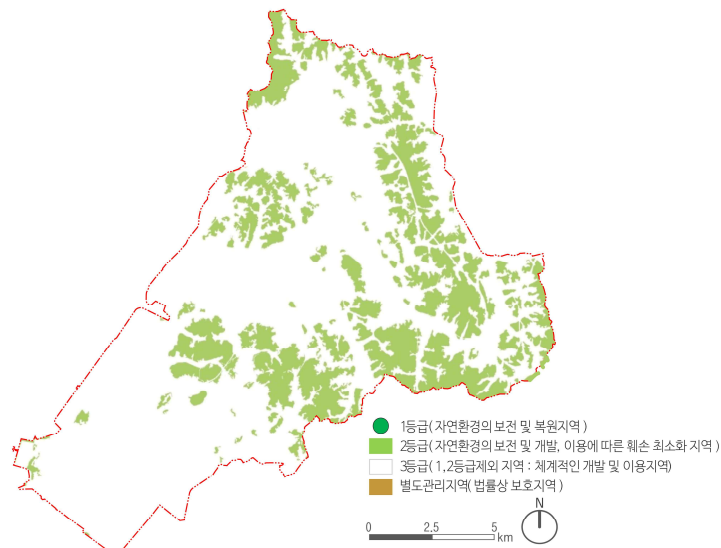 1등급( 자연환경의 보전 및 복원지역 )
2등급( 자연환경의 보전 및 개발, 이용에 따른 훼손 최소화 지역 )
3등급( 1,2등급제외 지역 : 체계적인 개발 및 이용지역)
별도관리지역( 법률상 보호지역 )
N
0 2.5 5 km